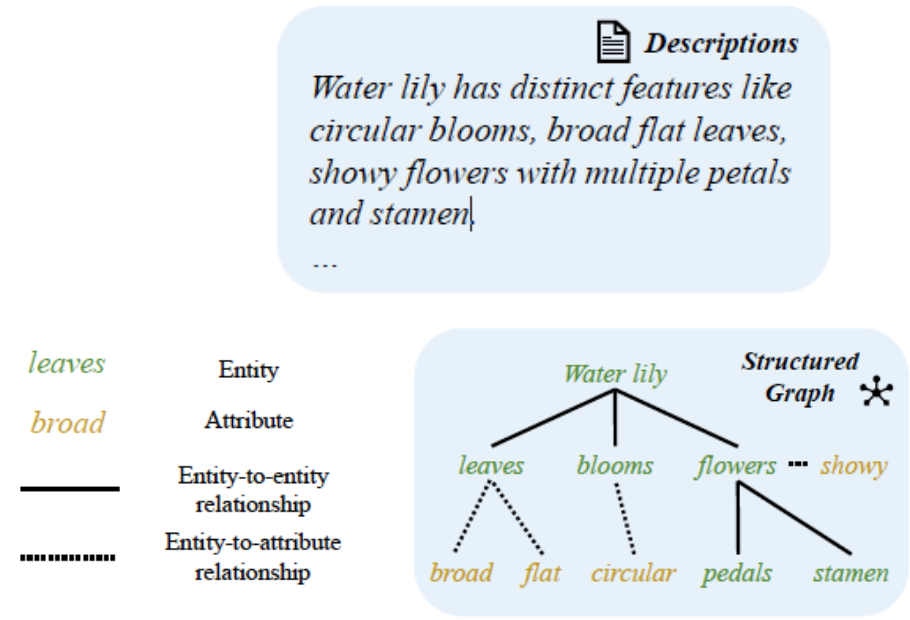 Descriptions
Water lily has distinct features like
circular blooms, broad flat leaves,
showy flowers with multiple petals
and stamen.
...
leaves Entity
broad Attribute
Entity-to-entity
relationship
Entity-to-attribute
relationship
Structured
Graph
Water lily
leaves blooms flowers showy
broad flat circular pedals stamen